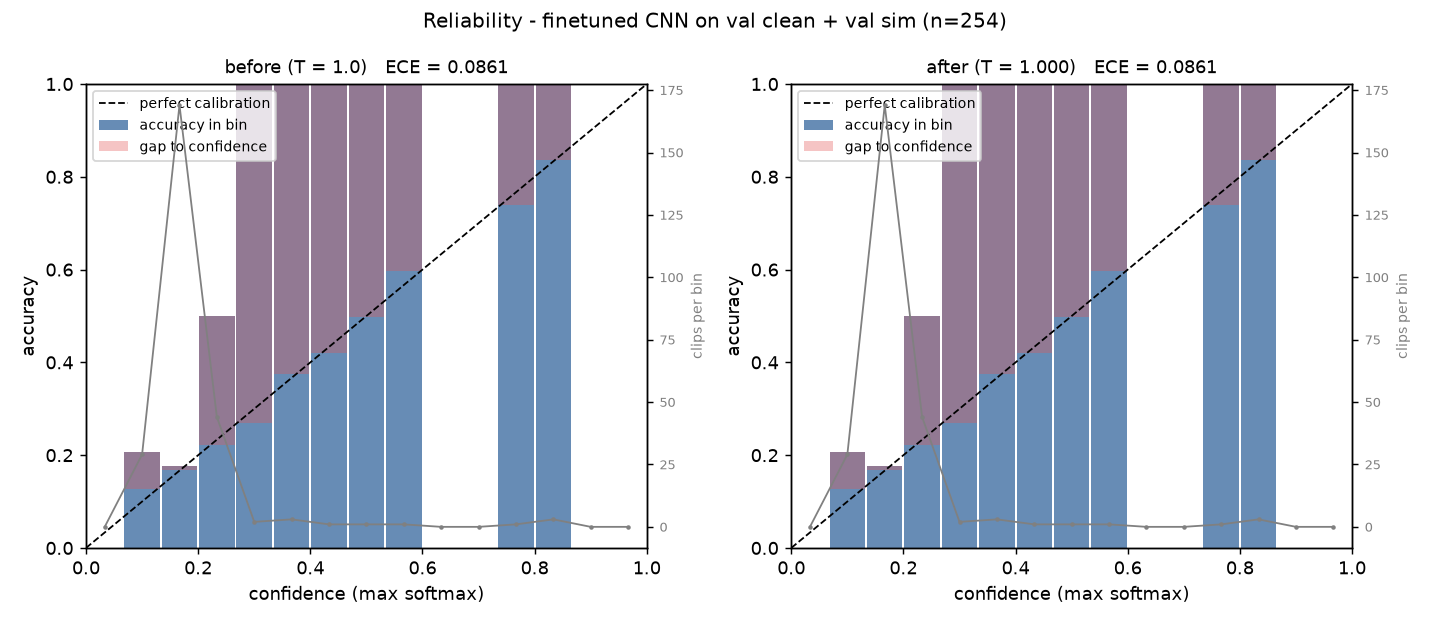 Reliability - finetuned CNN on val clean + val sim (n=254)
before (T = 1.0) ECE = 0.0861
perfect calibration
accuracy in bin
gap to confidence
accuracy
1.0
0.8
0.6
0.4
0.2
0.0
0.0 0.2 0.4 0.6 0.8 1.0
confidence (max softmax)
175
150
125
100
75
50
25
0
clips per bin
after (T = 1.000) ECE = 0.0861
perfect calibration
accuracy in bin
gap to confidence
accuracy
1.0
0.8
0.6
0.4
0.2
0.0
0.0 0.2 0.4 0.6 0.8 1.0
confidence (max softmax)
175
150
125
100
75
50
25
0
clips per bin